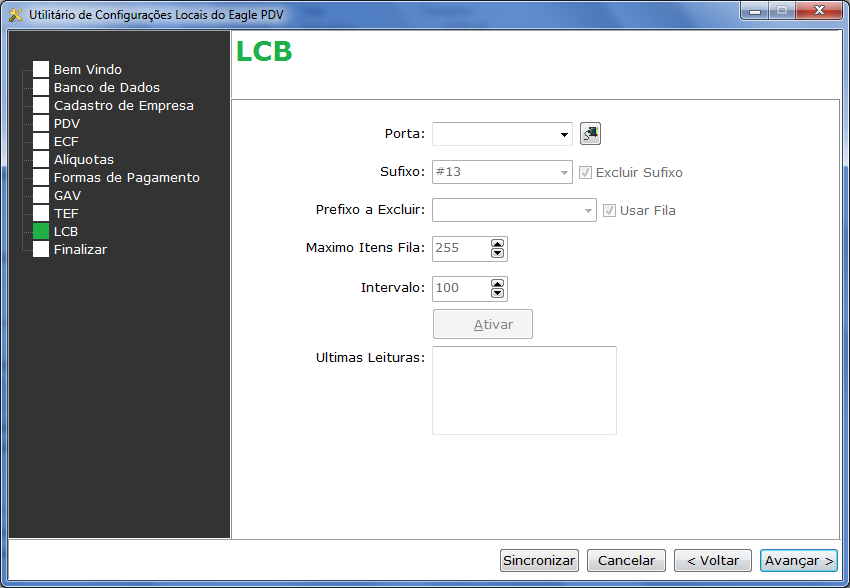 Utilitário de Configurações Locais do Eagle PDV
LCB
Bem Vindo
Banco de Dados
Cadastro de Empresa
PDV
ECF
Alíquotas
Formas de Pagamento
GAV
TEF
LCB
Finalizar
Porta:
Sufixo: #13 Excluir Sufixo
Prefixo a Excluir: Usar Fila
Maximo Itens Fila: 255
Intervalo: 100
Ativar
Ultimas Leituras:
Sincronizar Cancelar < Voltar Avançar >